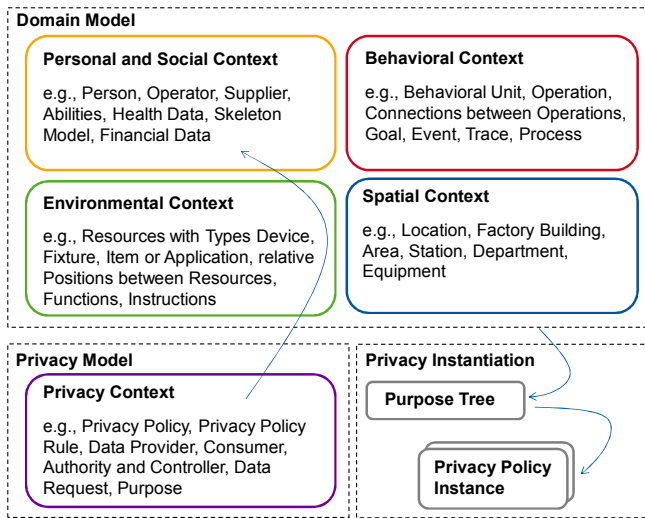 Domain Model
Personal and Social Context
e.g., Person, Operator, Supplier,
Abilities, Health Data, Skeleton
Model, Financial Data
Behavioral Context
e.g., Behavioral Unit, Operation,
Connections between Operations,
Goal, Event, Trace, Process
Environmental Context
e.g., Resources with Types Device,
Fixture, Item or Application, relative
Positions between Resources,
Functions, Instructions
Spatial Context
e.g., Location, Factory Building,
Area, Station, Department,
Equipment
Privacy Model
Privacy Context
e.g., Privacy Policy, Privacy Policy
Rule, Data Provider, Consumer,
Authority and Controller, Data
Request, Purpose
Privacy Instantiation
Purpose Tree
Privacy Policy
Instance